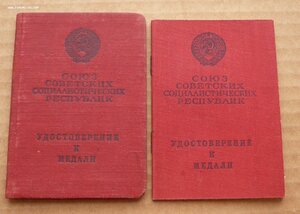 СОЮЗ
СОВЕТСКИХ
СОЦИАЛИСТИЧЕСКИХ
РЕСПУБЛИК
УДОСТОВЕРЕНИЕ
К
МЕДАЛИ
СОЮЗ
СОВЕТСКИХ
СОЦИАЛИСТИЧЕСКИХ
РЕСПУБЛИК
УДОСТОВЕРЕНИЕ
К
МЕДАЛИ